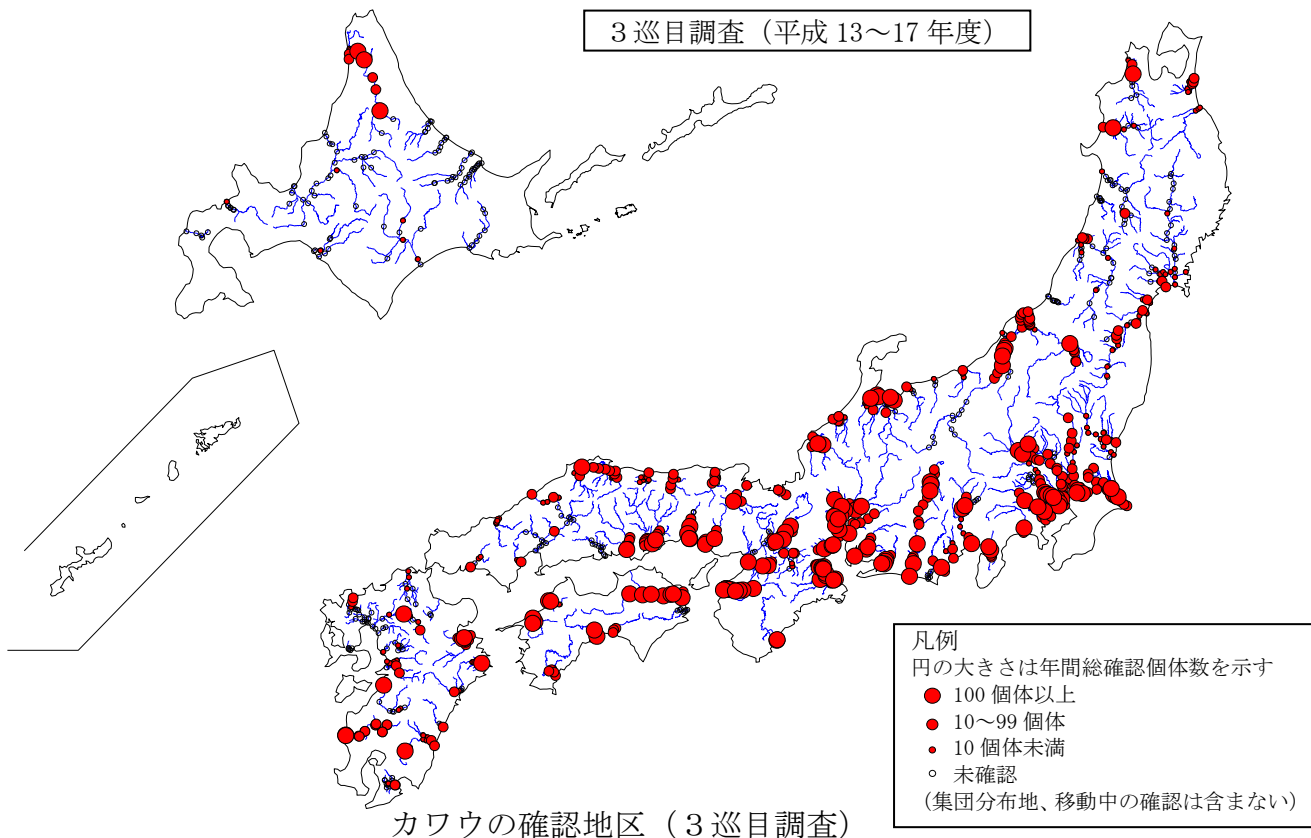 ３巡目調査（平成 13～17 年度）
凡例
円の大きさは年間総確認個体数を示す
100 個体以上
10～99 個体
10 個体未満
未確認
（集団分布地、移動中の確認は含まない）
カワウの確認地区（３巡目調査）